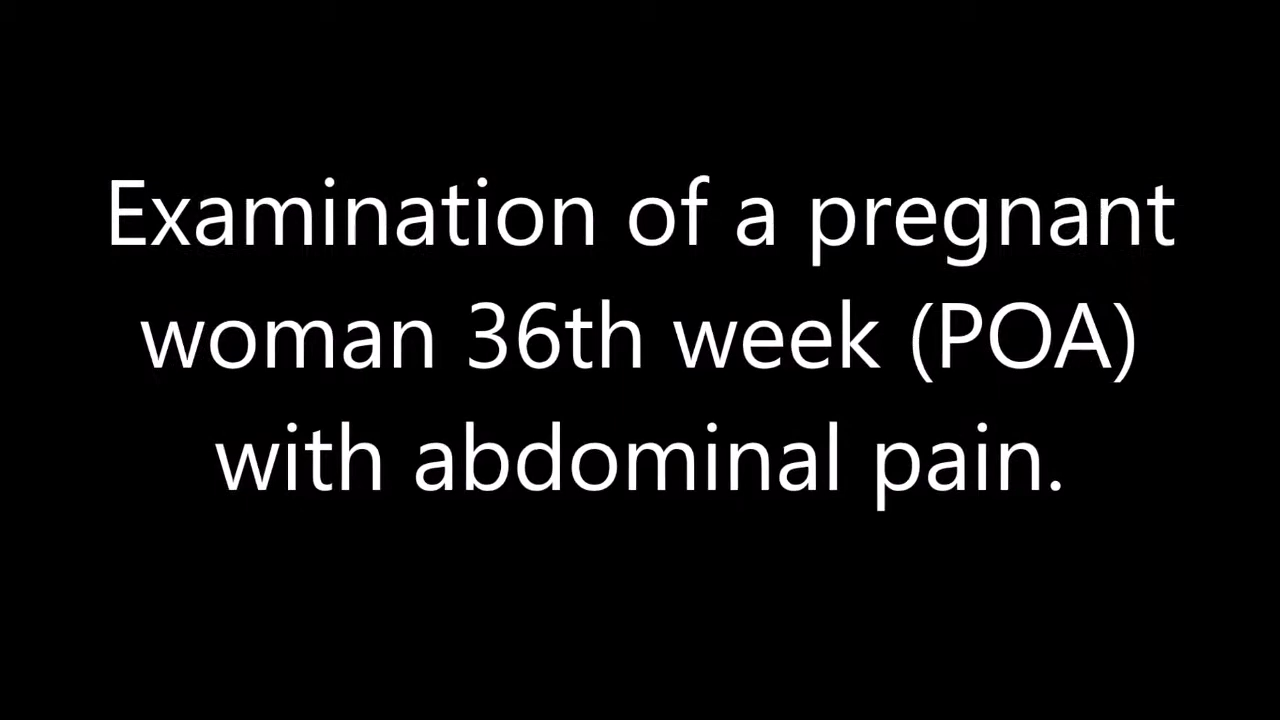 Examination of a pregnant
woman 36th week (POA)
with abdominal pain.